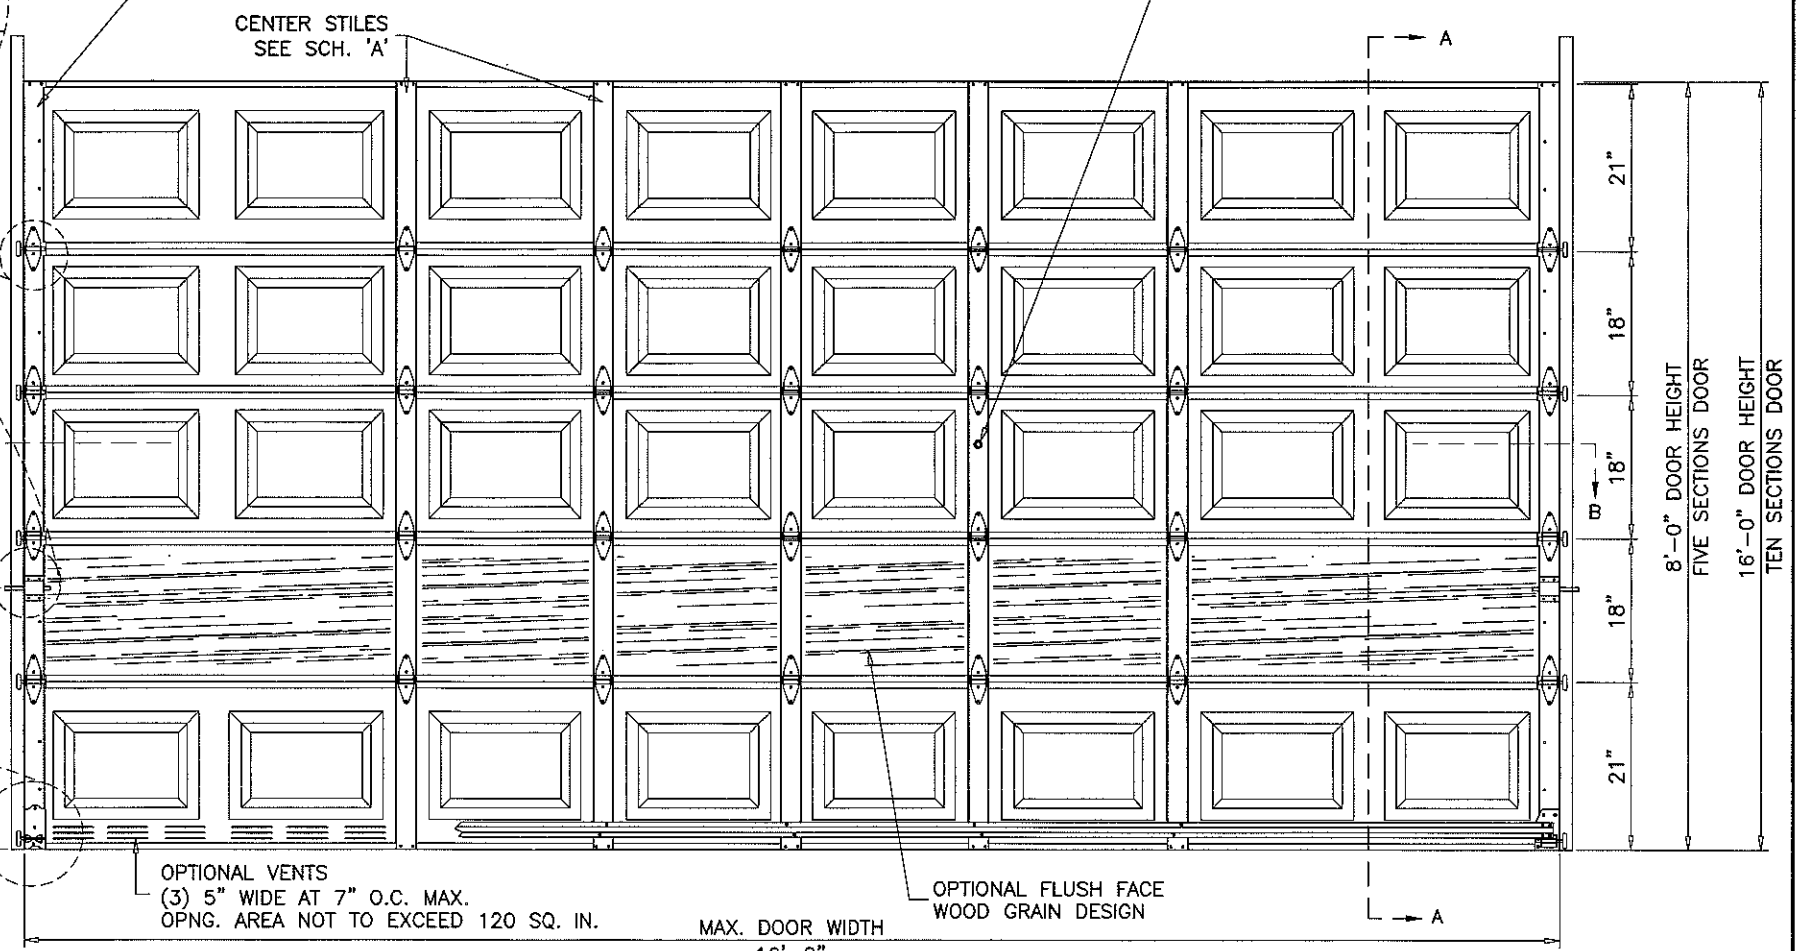 CENTER STILES
SEE SCH. 'A'
A
21"
18"
18"
18"
21"
B
8'-0" DOOR HEIGHT
FIVE SECTIONS DOOR
16'-0" DOOR HEIGHT
TEN SECTIONS DOOR
OPTIONAL VENTS
(3) 5" WIDE AT 7" O.C. MAX.
OPNG. AREA NOT TO EXCEED 120 SQ. IN.
OPTIONAL FLUSH FACE
WOOD GRAIN DESIGN
A
MAX. DOOR WIDTH